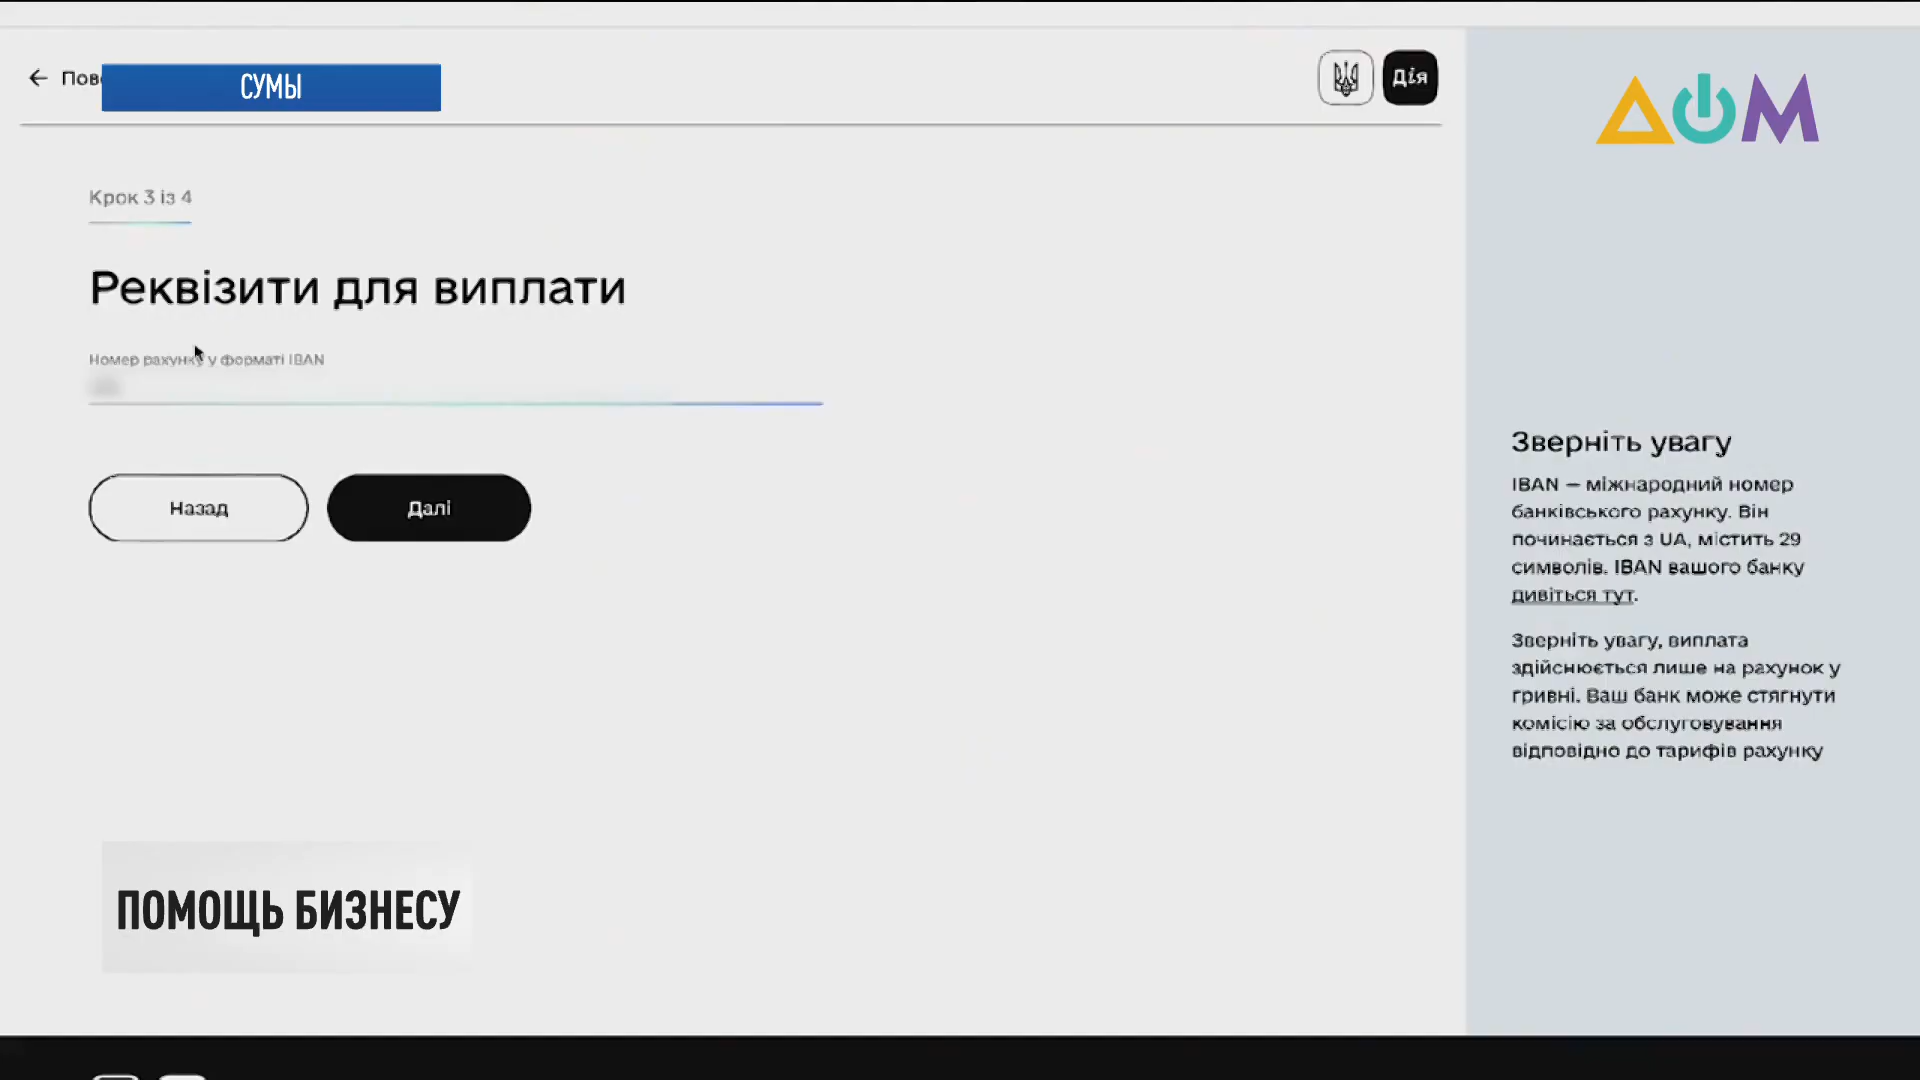 СУМЫ
Дія
ДОМ
Крок 3 із 4
Реквізити для виплати
Номер рахунку у форматі IBAN
Назад
Далі
Зверніть увагу
IBAN – міжнародний номер
банківського рахунку. Він
починається з UA, містить 29
символів. IBAN вашого банку
дивіться тут.
Зверніть увагу, виплата
здійснюється лише на рахунок у
гривні. Ваш банк може стягнути
комісію за обслуговування
відповідно до тарифів рахунку
ПОМОЩЬ БИЗНЕСУ